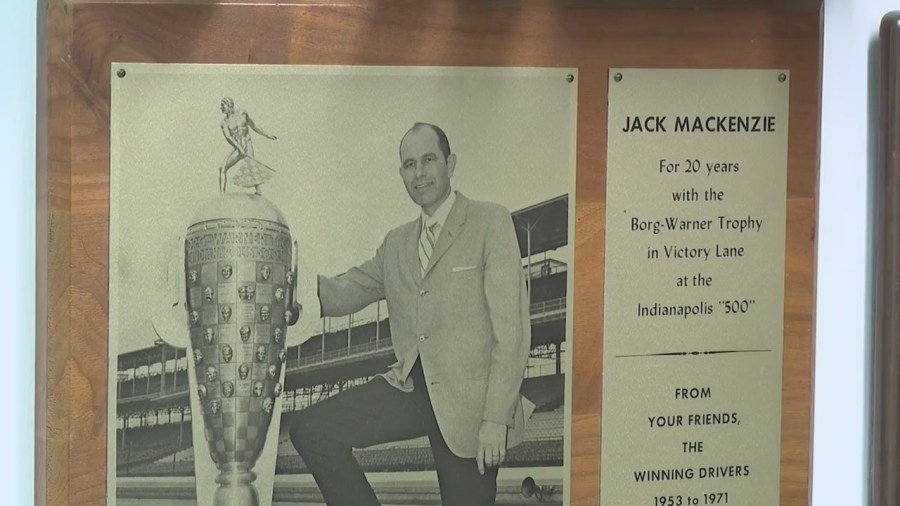 JACK MACKENZIE
For 20 years
with the
Borg-Warner Trophy
in Victory Lane
at the
Indianapolis "500"
FROM
YOUR FRIENDS,
THE
WINNING DRIVERS
1953 to 1971